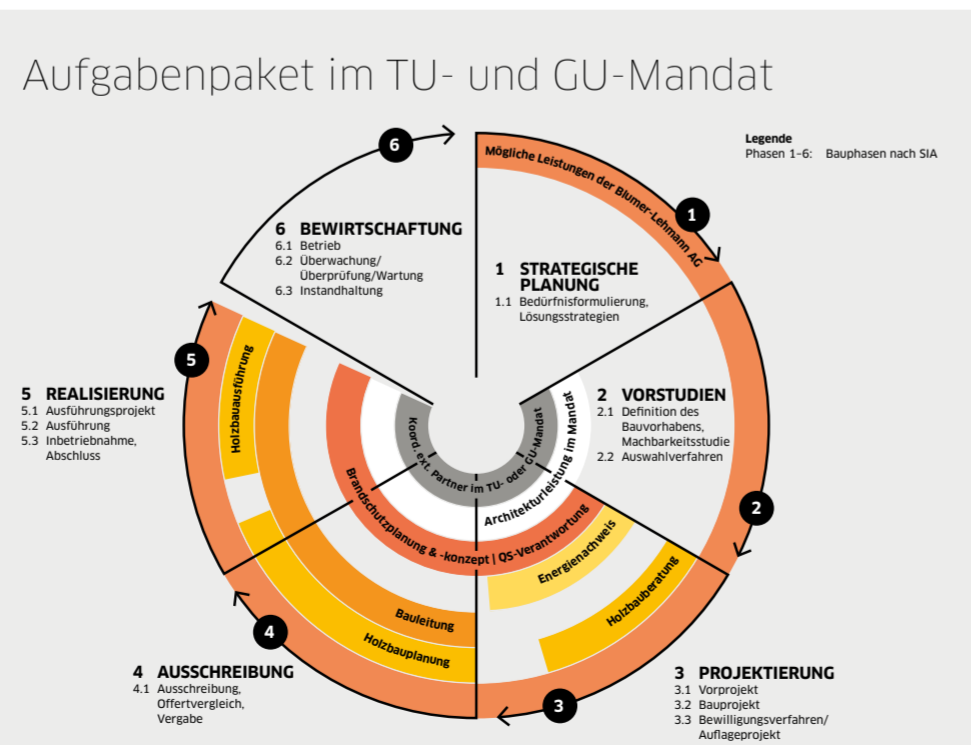 Aufgabenpaket im TU- und GU-Mandat
Legende
Phasen 1–6: Bauphasen nach SIA
6
Mögliche Leistungen der Blumer-Lehmann AG
1
6 BEWIRTSCHAFTUNG
6.1 Betrieb
6.2 Überwachung/
Überprüfung/Wartung
6.3 Instandhaltung
1 STRATEGISCHE
PLANUNG
1.1 Bedürfnisformulierung,
Lösungsstrategien
5
5 REALISIERUNG
5.1 Ausführungsprojekt
5.2 Ausführung
5.3 Inbetriebnahme,
Abschluss
Holzbauausführung
2 VORSTUDIEN
2.1 Definition des
Bauvorhabens,
Machbarkeitsstudie
2.2 Auswahlverfahren
2
Koord. ext. Partner im TU- oder GU-Mandat
Architekturleistung im Mandat
Brandschutzplanung & -konzept | QS-Verantwortung
Energienachweis
Holzbauberatung
Bauleitung
Holzbauplanung
4
4 AUSSCHREIBUNG
4.1 Ausschreibung,
Offertvergleich,
Vergabe
3
3 PROJEKTIERUNG
3.1 Vorprojekt
3.2 Bauprojekt
3.3 Bewilligungsverfahren/
Auflageprojekt